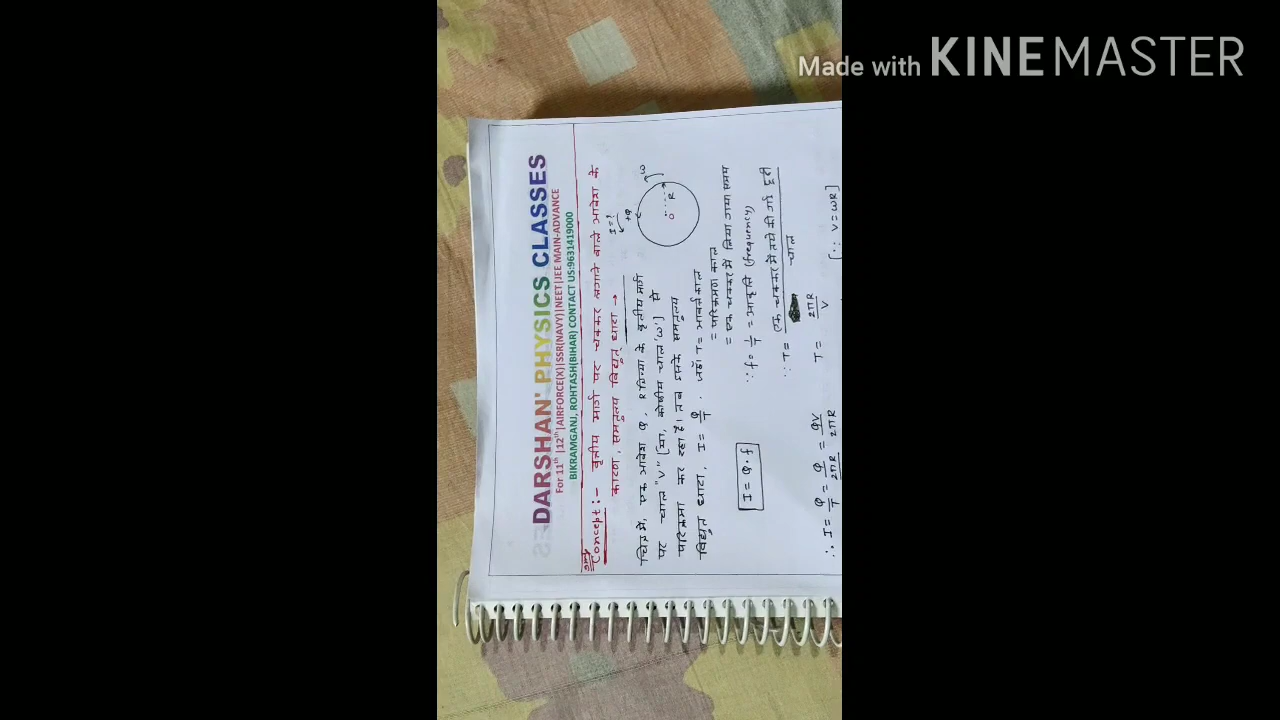 Made with KINEMASTER
DARSHAN' PHYSICS CLASSES
For 11th |12th |AIRFORCE(X)|SSR(NAVY)|NEET|JEE MAIN-ADVANCE
BIKRAMGANJ, ROHTASH(BIHAR) CONTACT US:9631419000
Concept :- वृत्तीय मार्ग पर चक्कर लगाने वाले आवेश के
कारण, समतुल्य विद्युत धारा →
I = ?
+Q
ω
R
चित्र में, एक आवेश Q, R त्रिज्या के वृत्तीय मार्ग
पर चाल "V" [या, कोणीय चाल 'ω'] से
परिक्रमा कर रहा है। तब इसके समतुल्य
विद्युत धारा, I = Q/T . जहाँ T = आवर्तकाल
= परिक्रमण काल
= एक चक्कर में लिया गया समय
I = Q·f
∵ f = 1/T = आवृत्ति (frequency)
∵ T = एक चक्कर में तय की गई दूरी / चाल
T = 2πR/V
∴ I = Q/T = Q/(2πR/V) = QV/2πR
[∵ V = ωR]